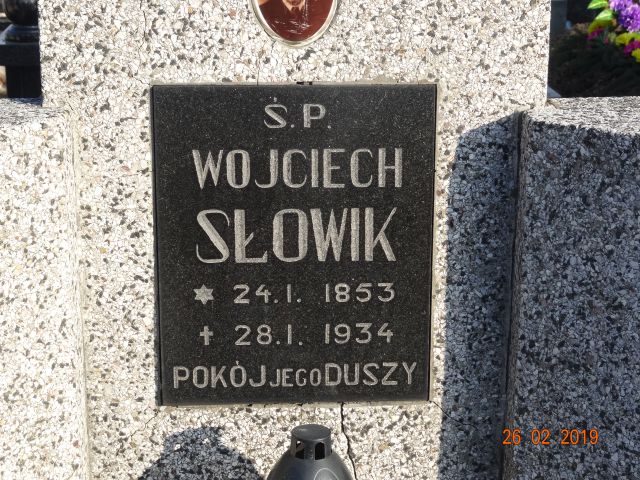 Ś.P.
WOJCIECH
SŁOWIK
✶ 24.I. 1853
✝ 28.I. 1934
POKÓJ JEGO DUSZY
26 02 2019